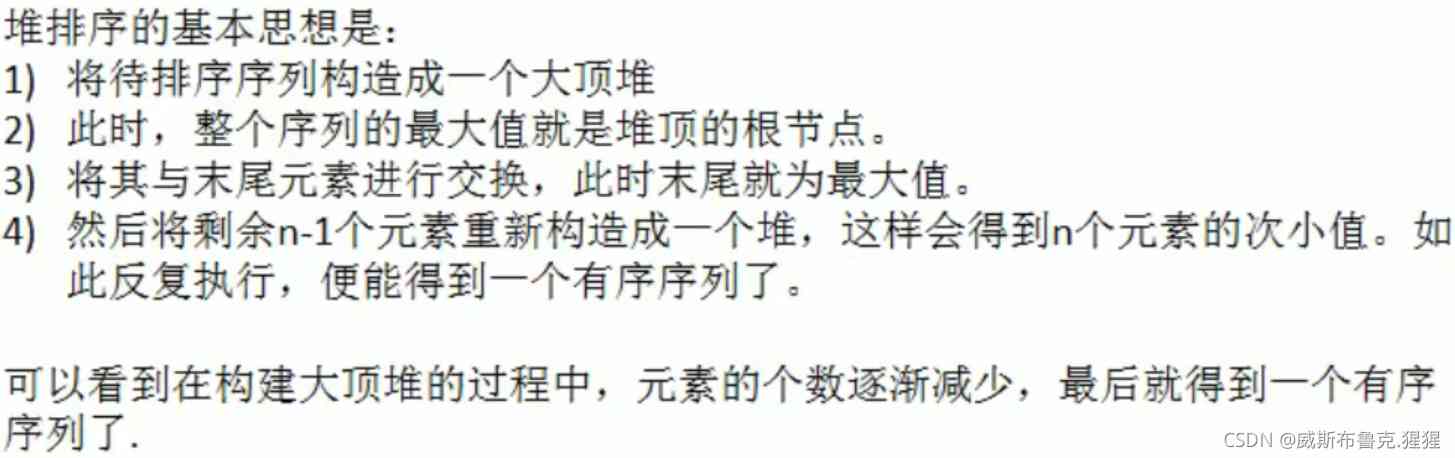 堆排序的基本思想是：
1) 将待排序序列构造成一个大顶堆
2) 此时，整个序列的最大值就是堆顶的根节点。
3) 将其与末尾元素进行交换，此时末尾就为最大值。
4) 然后将剩余n-1个元素重新构造成一个堆，这样会得到n个元素的次小值。如
此反复执行，便能得到一个有序序列了。
可以看到在构建大顶堆的过程中，元素的个数逐渐减少，最后就得到一个有序
序列了.
CSDN @威斯布鲁克.猩猩